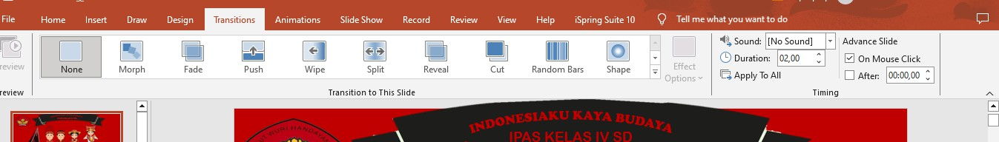 File Home Insert Draw Design Transitions Animations Slide Show Record Review View Help iSpring Suite 10 Tell me what you want to do
None Morph Fade Push Wipe Split Reveal Cut Random Bars Shape
Effect
Options
Transition to This Slide
Sound: [No Sound]
Duration: 02,00
Apply To All
Advance Slide
On Mouse Click
After: 00:00,00
Timing
INDONESIAKU KAYA BUDAYA
IPAS KELAS IV SD